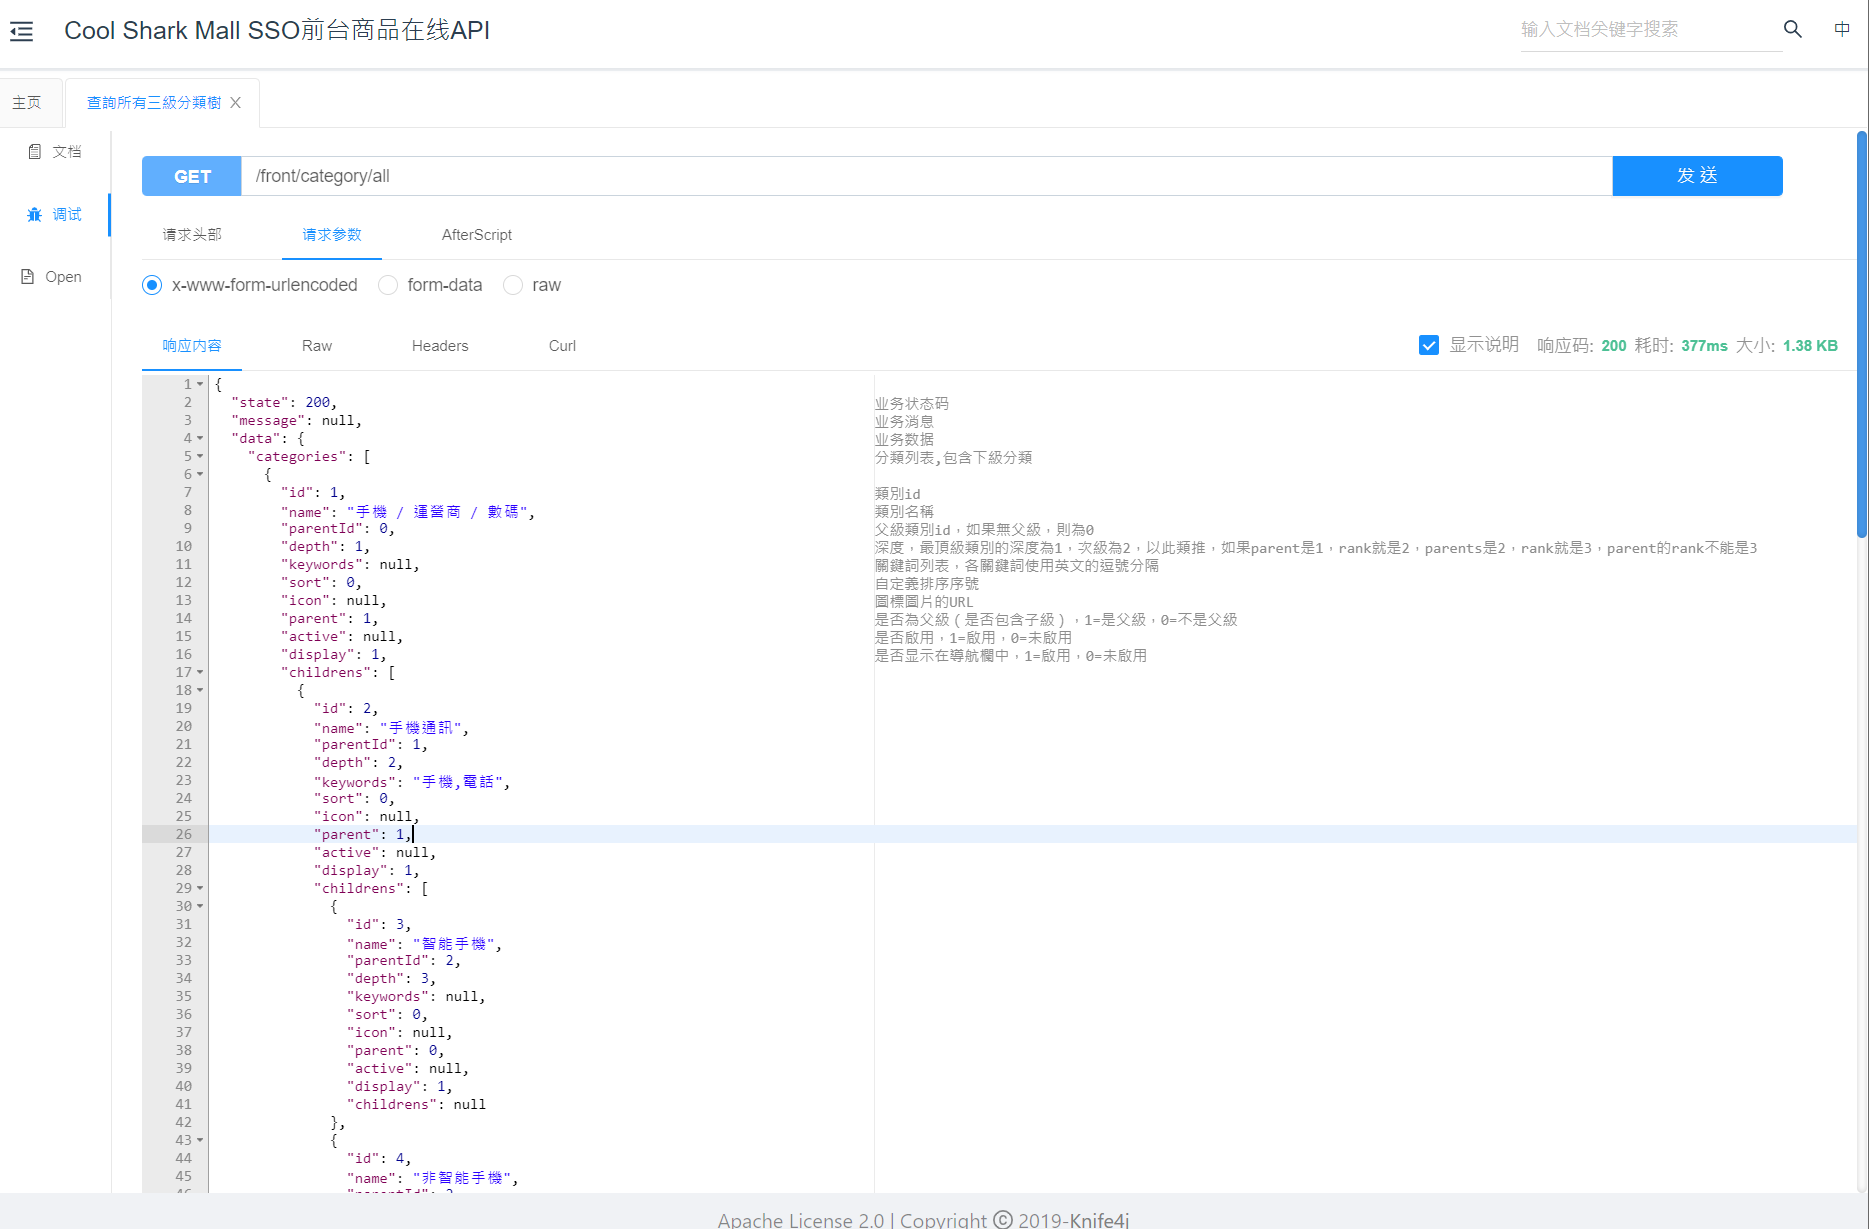 Cool Shark Mall SSO前台商品在线API
输入文档关键字搜索
中
主页
查詢所有三級分類樹
文档
调试
Open
GET
/front/category/all
发 送
请求头部
请求参数
AfterScript
x-www-form-urlencoded
form-data
raw
响应内容
Raw
Headers
Curl
显示说明
响应码: 200 耗时: 377ms 大小: 1.38 KB
1 {
2 "state": 200, 业务状态码
3 "message": null, 业务消息
4 "data": { 业务数据
5 "categories": [ 分類列表,包含下級分類
6 {
7 "id": 1, 類別id
8 "name": "手機 / 運營商 / 數碼", 類別名稱
9 "parentId": 0, 父級類別id，如果無父級，則為0
10 "depth": 1, 深度，最頂級類別的深度為1，次級為2，以此類推，如果parent是1，rank就是2，parents是2，rank就是3，parent的rank不能是3
11 "keywords": null, 關鍵詞列表，各關鍵詞使用英文的逗號分隔
12 "sort": 0, 自定義排序序號
13 "icon": null, 圖標圖片的URL
14 "parent": 1, 是否為父級（是否包含子級），1=是父級，0=不是父級
15 "active": null, 是否啟用，1=啟用，0=未啟用
16 "display": 1, 是否显示在導航欄中，1=啟用，0=未啟用
17 "childrens": [
18 {
19 "id": 2,
20 "name": "手機通訊",
21 "parentId": 1,
22 "depth": 2,
23 "keywords": "手機,電話",
24 "sort": 0,
25 "icon": null,
26 "parent": 1,
27 "active": null,
28 "display": 1,
29 "childrens": [
30 {
31 "id": 3,
32 "name": "智能手機",
33 "parentId": 2,
34 "depth": 3,
35 "keywords": null,
36 "sort": 0,
37 "icon": null,
38 "parent": 0,
39 "active": null,
40 "display": 1,
41 "childrens": null
42 },
43 {
44 "id": 4,
45 "name": "非智能手機",
Apache License 2.0 | Copyright © 2019-Knife4j